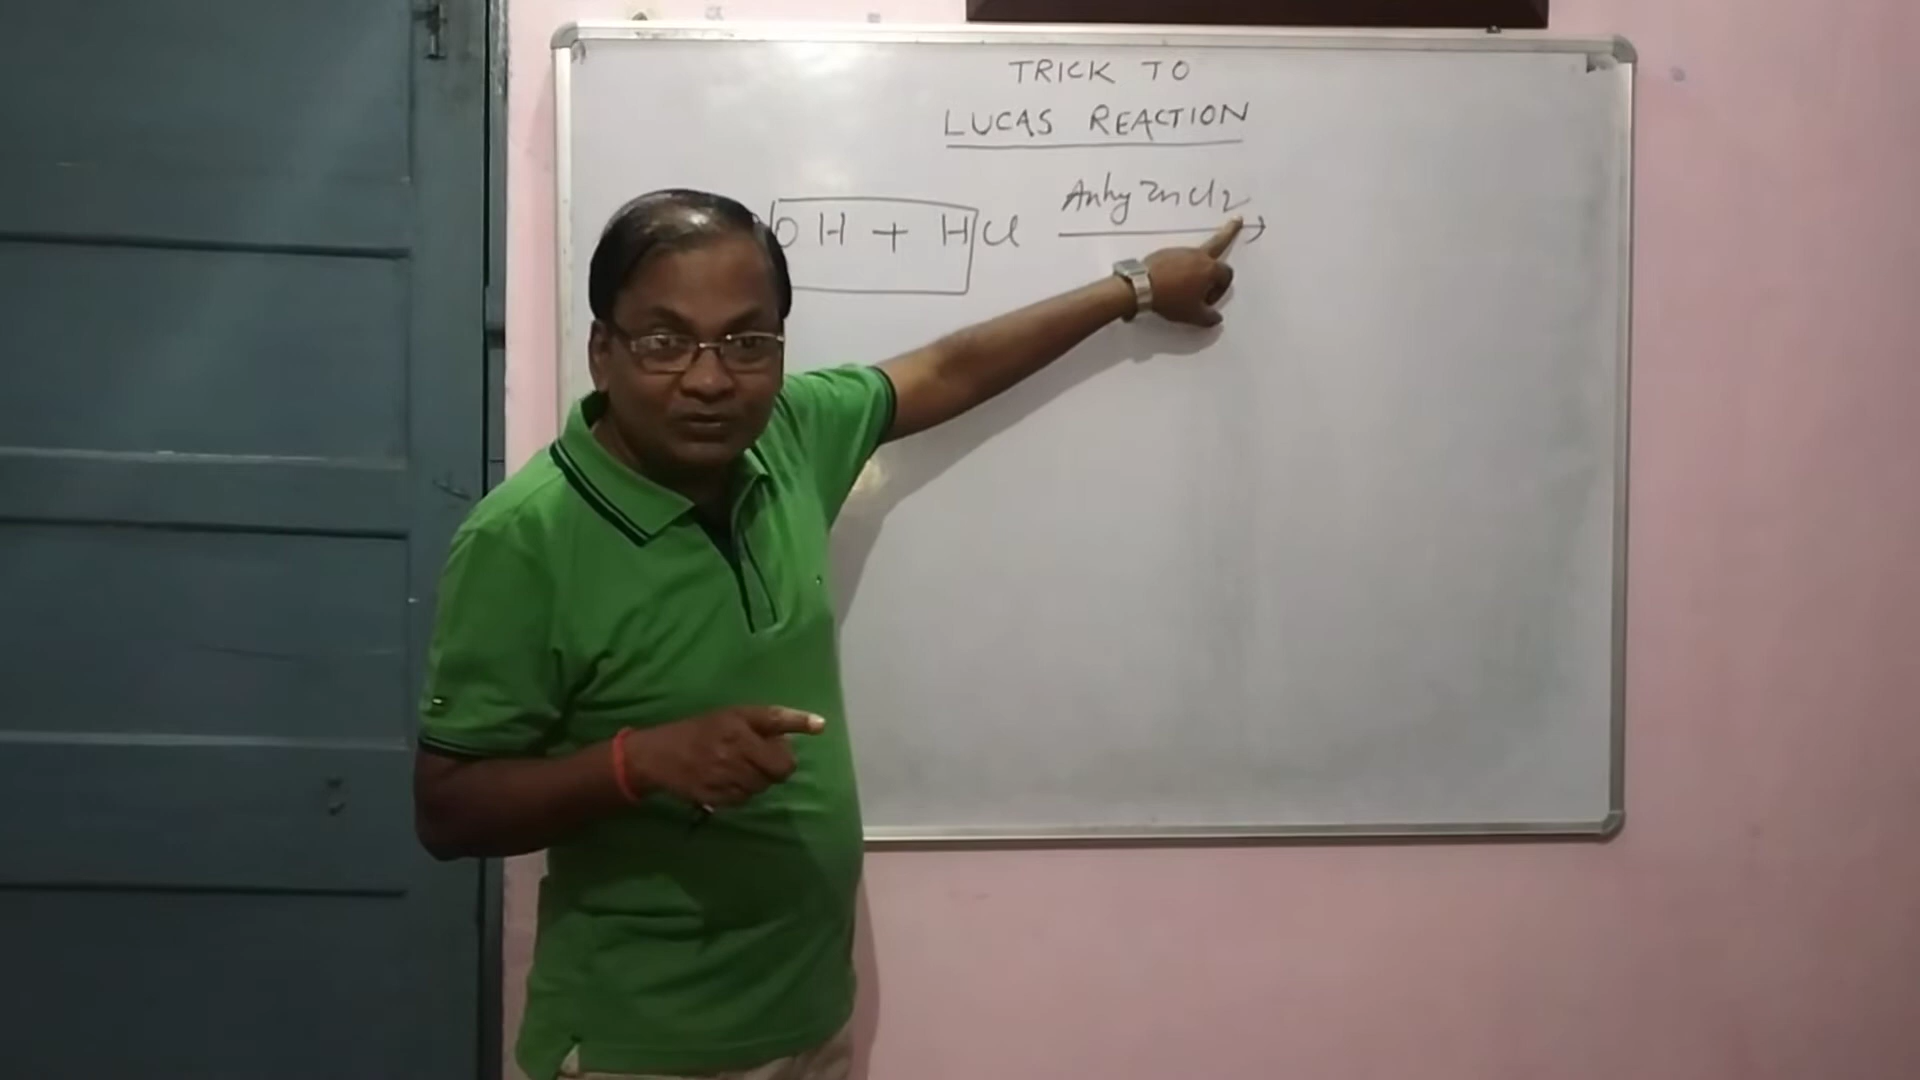 TRICK TO
LUCAS REACTION
Anhy ZnCl2
OH + HCl